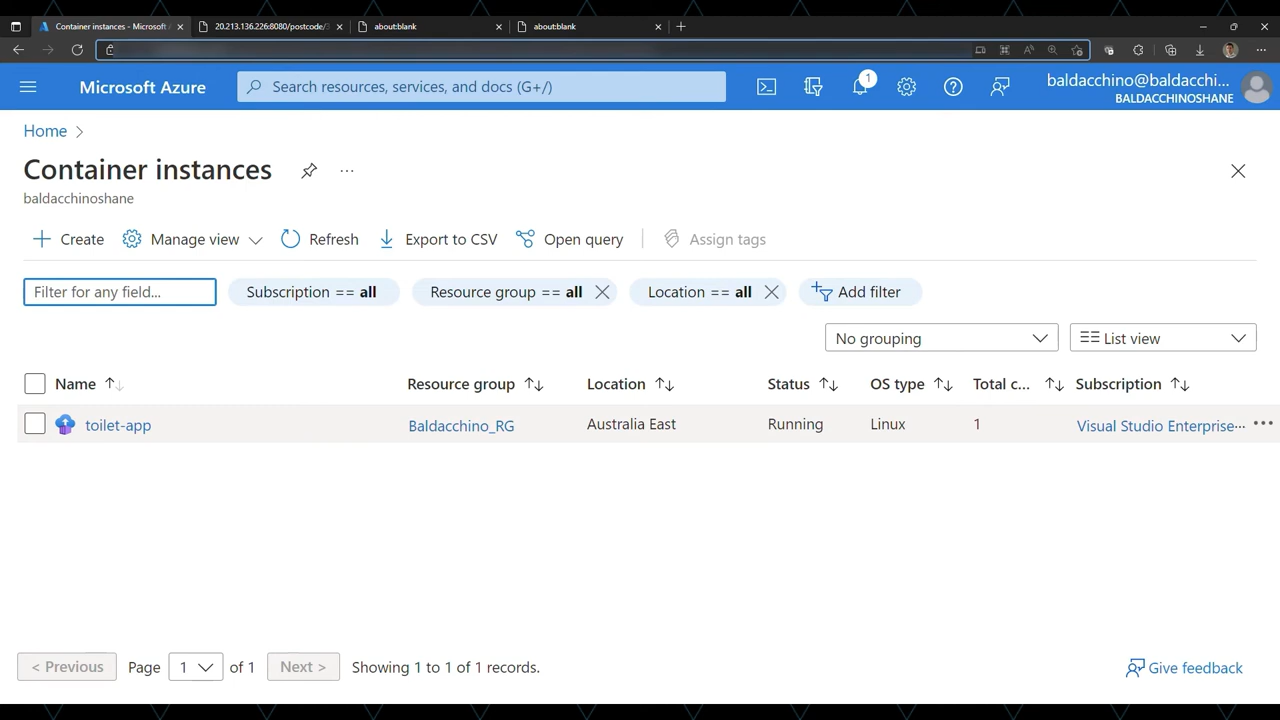 Container instances - Microsoft A
20.213.136.226:8080/postcode/3
about:blank
about:blank
Microsoft Azure
Search resources, services, and docs (G+/)
1
baldacchino@baldacchi...
BALDACCHINOSHANE
Home
Container instances
baldacchinoshane
Create
Manage view
Refresh
Export to CSV
Open query
Assign tags
Filter for any field...
Subscription == all
Resource group == all
Location == all
Add filter
No grouping
List view
Name Resource group Location Status OS type Total c... Subscription
toilet-app Baldacchino_RG Australia East Running Linux 1 Visual Studio Enterprise...
< Previous Page 1 of 1 Next > Showing 1 to 1 of 1 records.
Give feedback